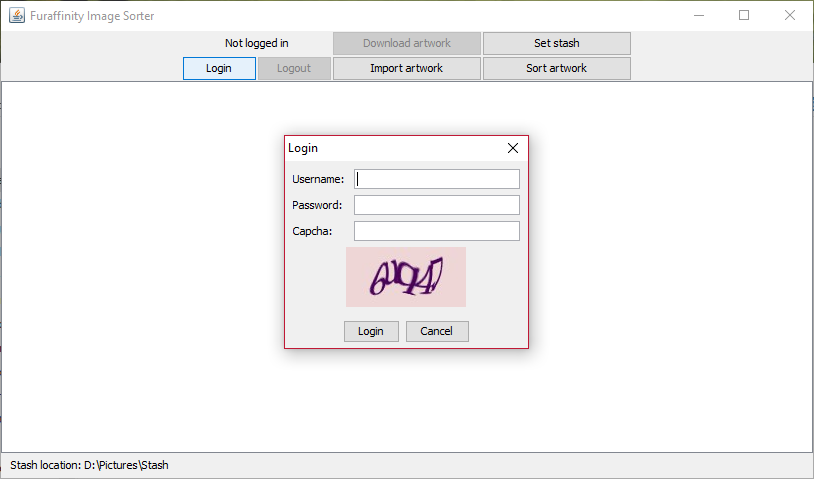 Furaffinity Image Sorter
Not logged in
Download artwork
Set stash
Login
Logout
Import artwork
Sort artwork
Login
Username:
Password:
Capcha:
Login
Cancel
Stash location: D:\Pictures\Stash